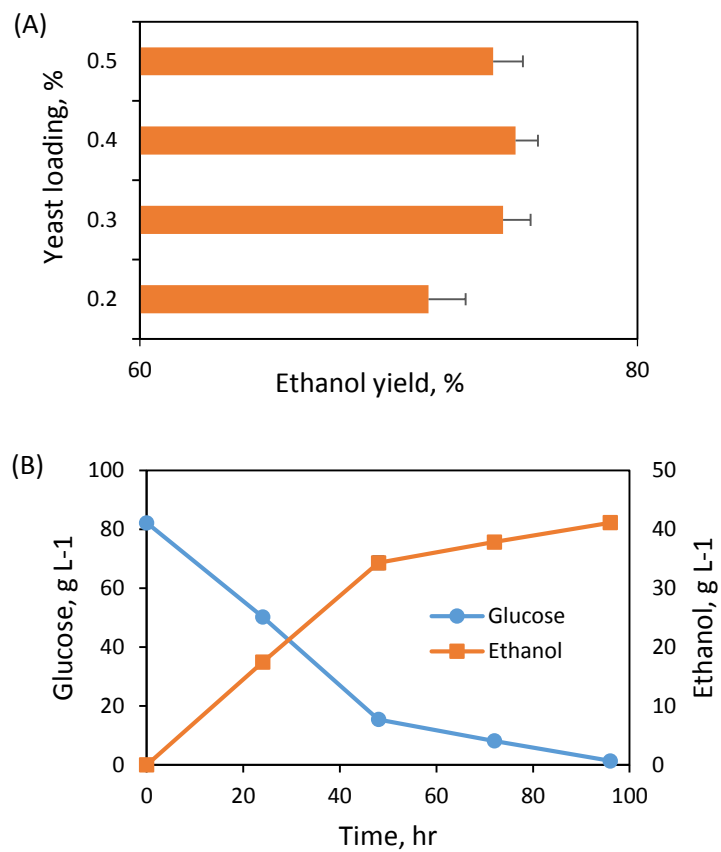 (A)
Yeast loading, %
0.5
0.4
0.3
0.2
60
80
Ethanol yield, %
(B)
Glucose, g L-1
100
80
60
40
20
0
50
40
30
20
10
0
Ethanol, g L-1
Glucose
Ethanol
0
20
40
60
80
100
Time, hr